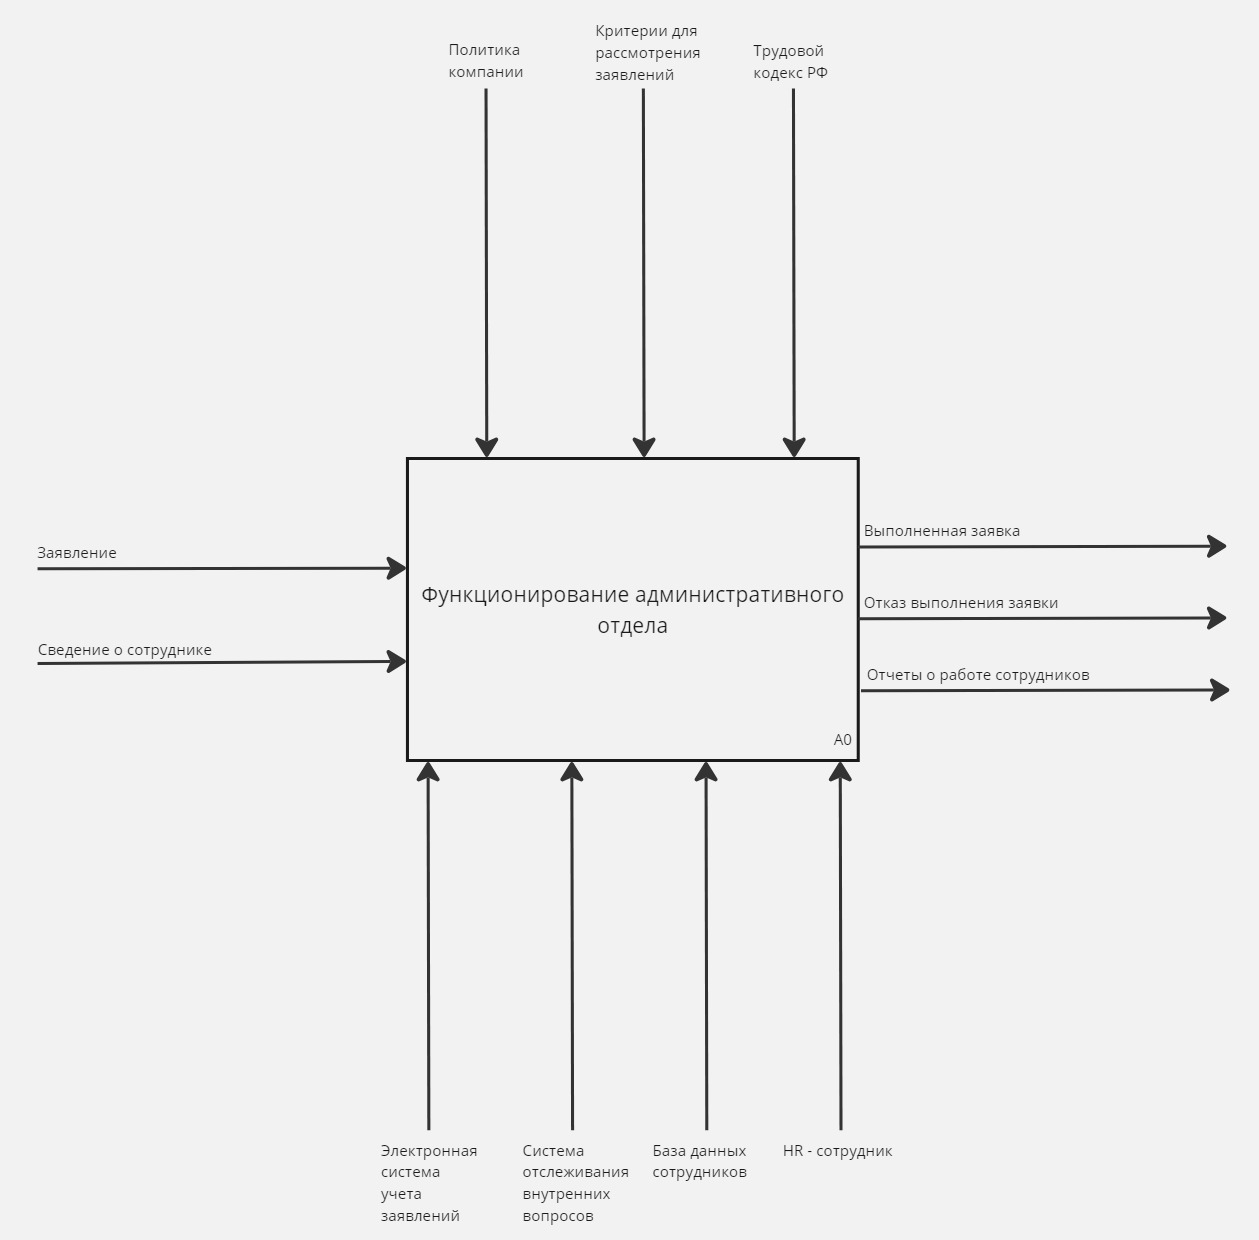 Политика
компании
Критерии для
рассмотрения
заявлений
Трудовой
кодекс РФ
Заявление
Сведение о сотруднике
Функционирование административного
отдела
A0
Выполненная заявка
Отказ выполнения заявки
Отчеты о работе сотрудников
Электронная
система
учета
заявлений
Система
отслеживания
внутренних
вопросов
База данных
сотрудников
HR - сотрудник